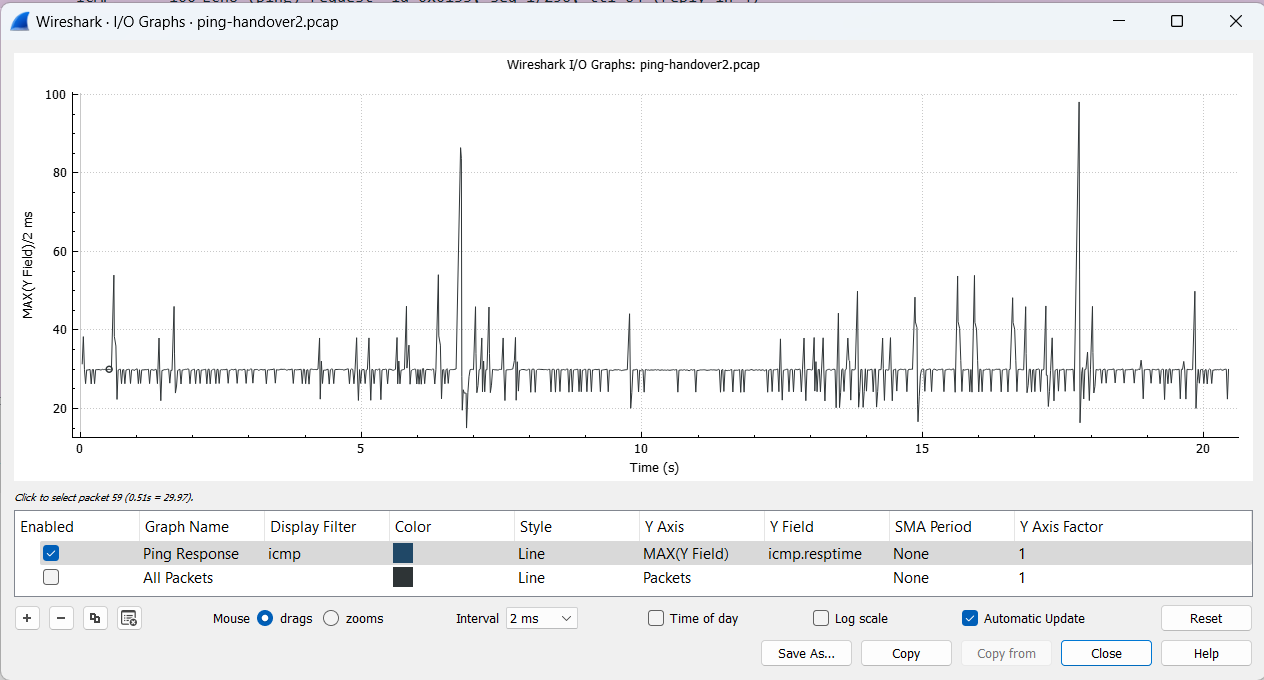 Wireshark · I/O Graphs · ping-handover2.pcap
Wireshark I/O Graphs: ping-handover2.pcap
MAX(Y Field)/2 ms
100
80
60
40
20
0 5 10 15 20
Time (s)
Click to select packet 59 (0.51s = 29.97).
Enabled Graph Name Display Filter Color Style Y Axis Y Field SMA Period Y Axis Factor
Ping Response icmp Line MAX(Y Field) icmp.resptime None 1
All Packets Line Packets None 1
Mouse drags zooms Interval 2 ms Time of day Log scale Automatic Update Reset
Save As... Copy Copy from Close Help